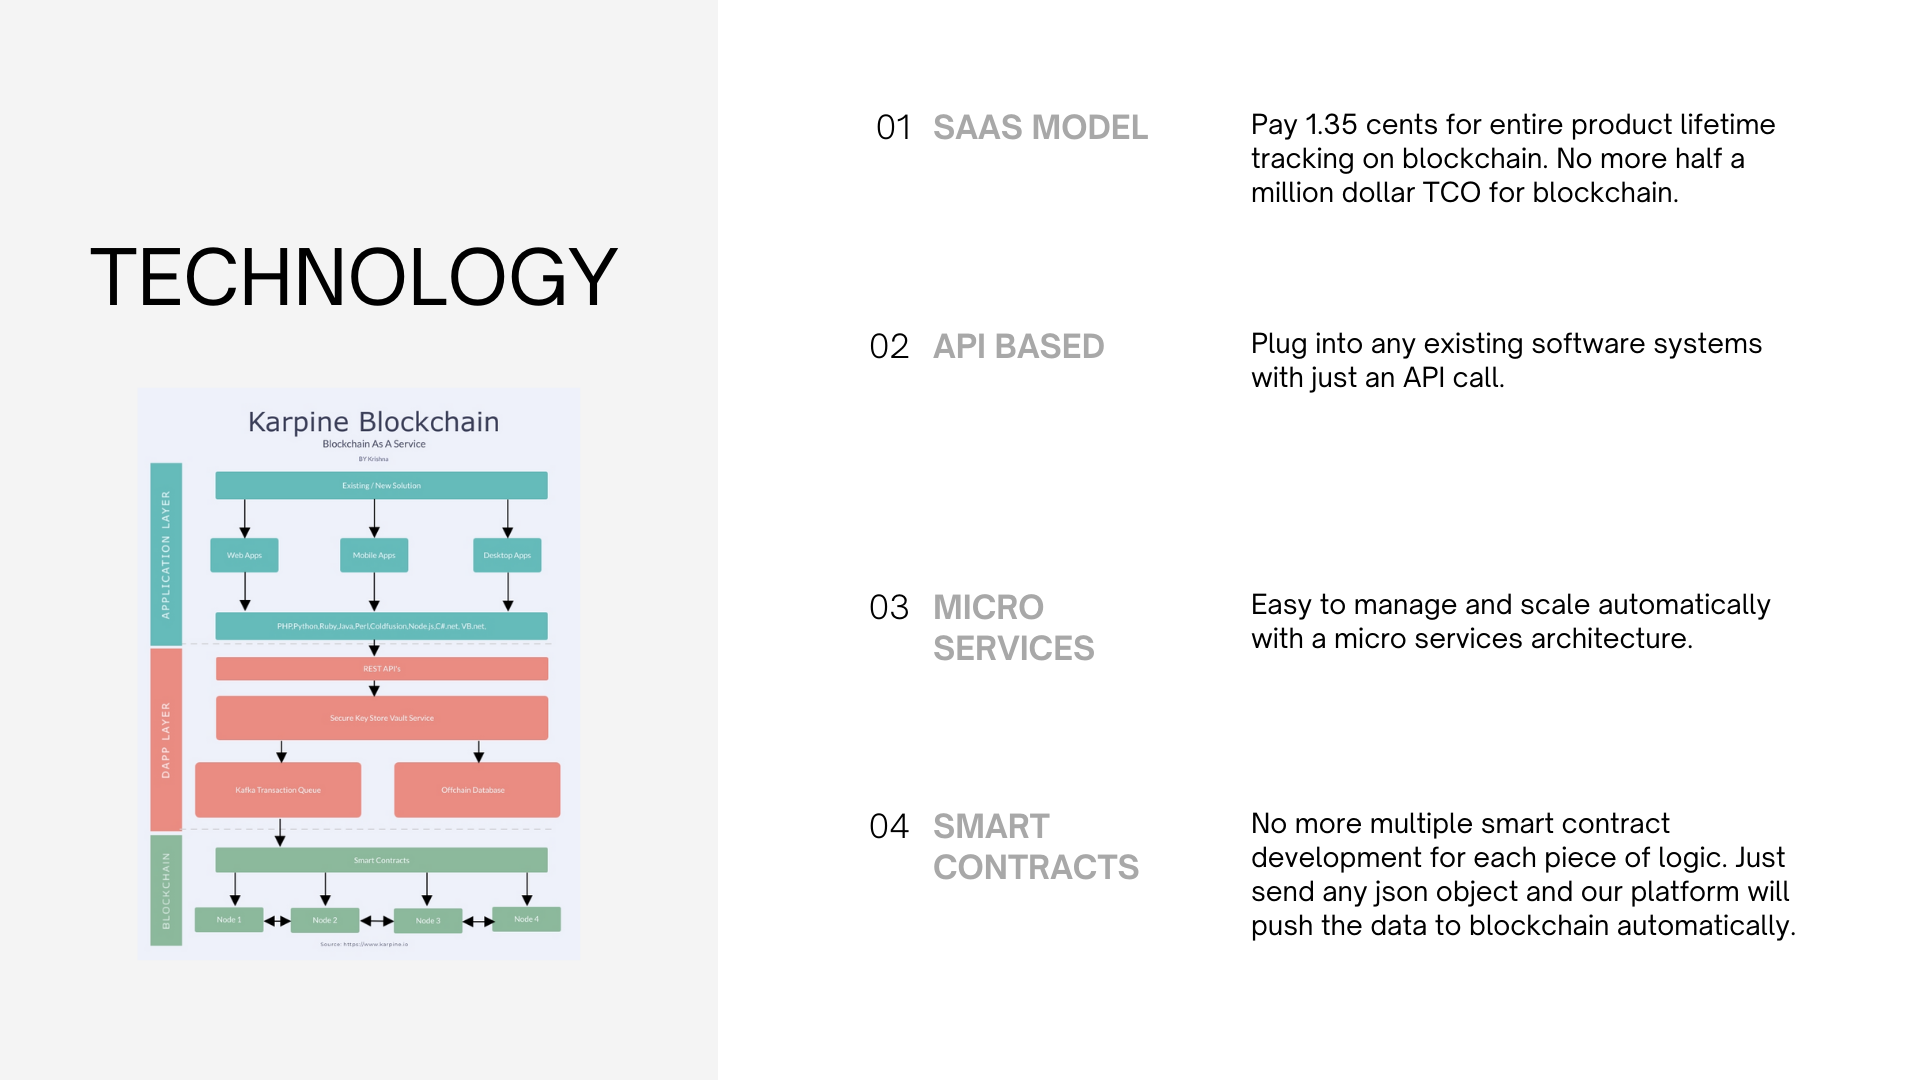 TECHNOLOGY
Karpine Blockchain
Blockchain As A Service
BY Krishna
APPLICATION LAYER
Existing / New Solution
Web Apps
Mobile Apps
Desktop Apps
PHP,Python,Ruby,Java,Perl,Coldfusion,Node.js,C#.net, VB.net.
DAPP LAYER
REST API's
Secure Key Store Vault Service
Kafka Transaction Queue
Offchain Database
BLOCKCHAIN
Smart Contracts
Node 1
Node 2
Node 3
Node 4
Source: https://www.karpine.io
01 SAAS MODEL
Pay 1.35 cents for entire product lifetime
tracking on blockchain. No more half a
million dollar TCO for blockchain.
02 API BASED
Plug into any existing software systems
with just an API call.
03 MICRO
SERVICES
Easy to manage and scale automatically
with a micro services architecture.
04 SMART
CONTRACTS
No more multiple smart contract
development for each piece of logic. Just
send any json object and our platform will
push the data to blockchain automatically.